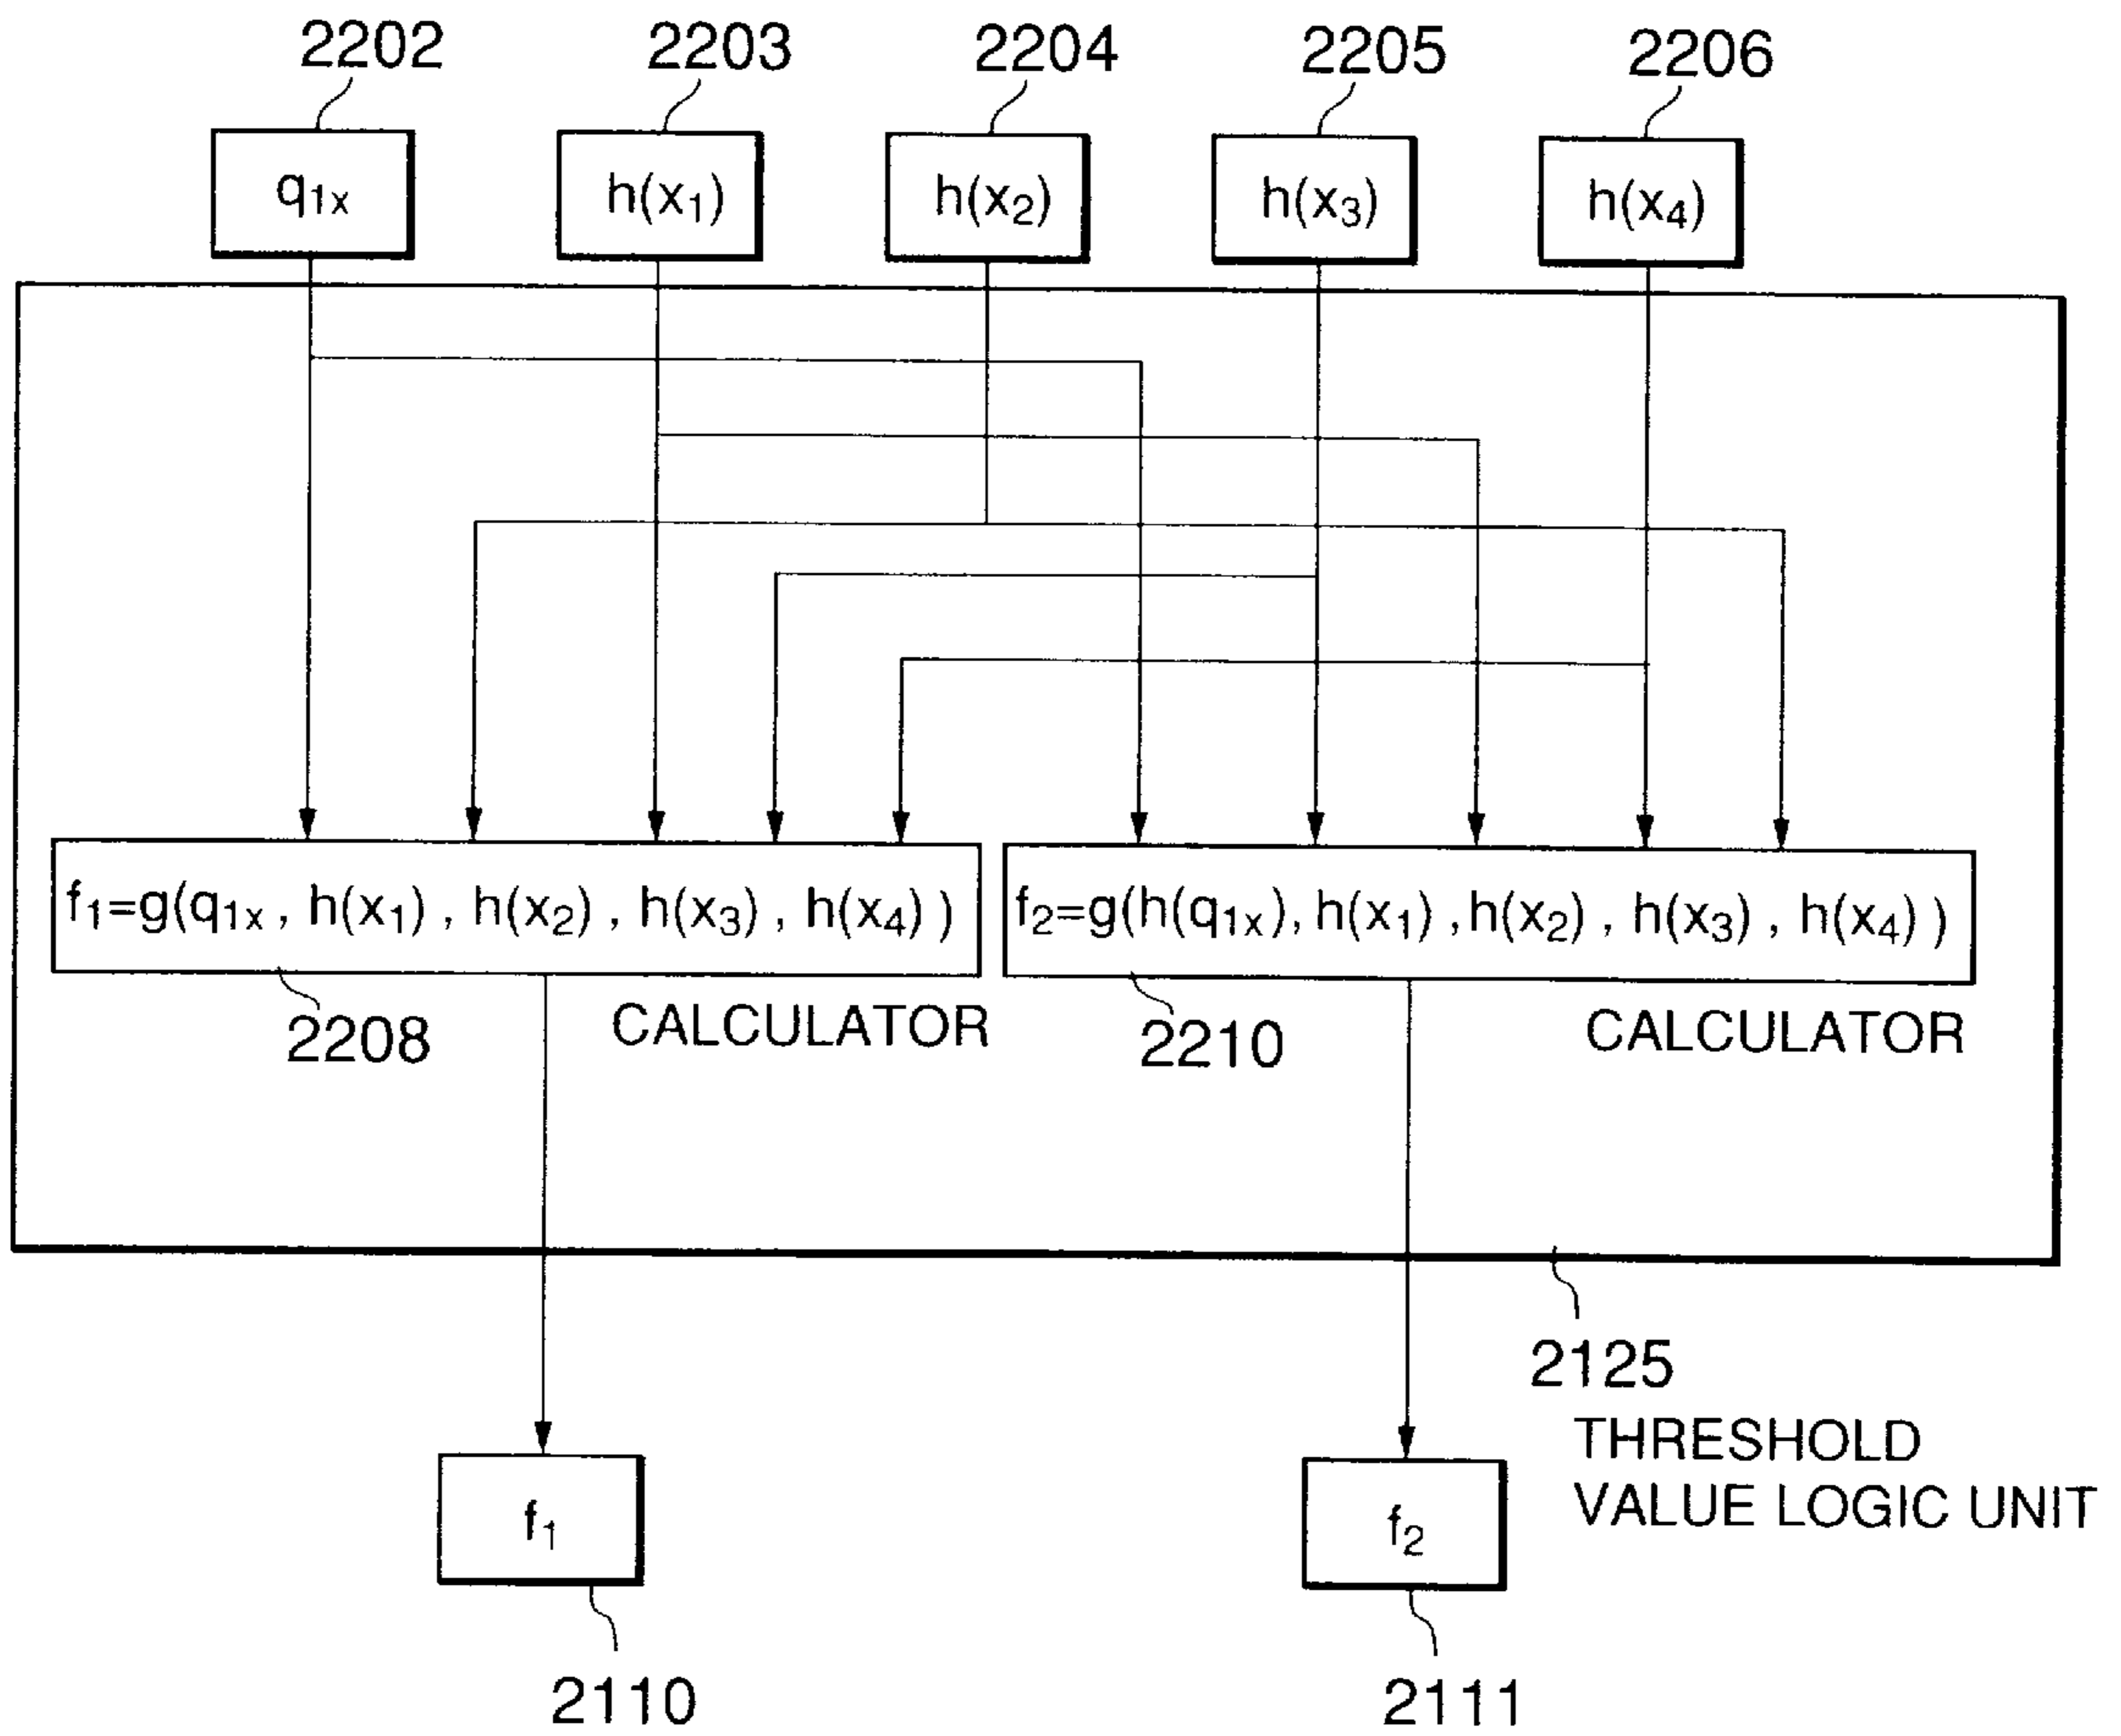 2202 2203 2204 2205 2206
q1x h(x1) h(x2) h(x3) h(x4)
f1=g(q1x , h(x1) , h(x2) , h(x3) , h(x4) ) f2=g(h(q1x), h(x1) , h(x2) , h(x3) , h(x4) )
2208 CALCULATOR 2210 CALCULATOR
2125
THRESHOLD
VALUE LOGIC UNIT
f1 f2
2110 2111